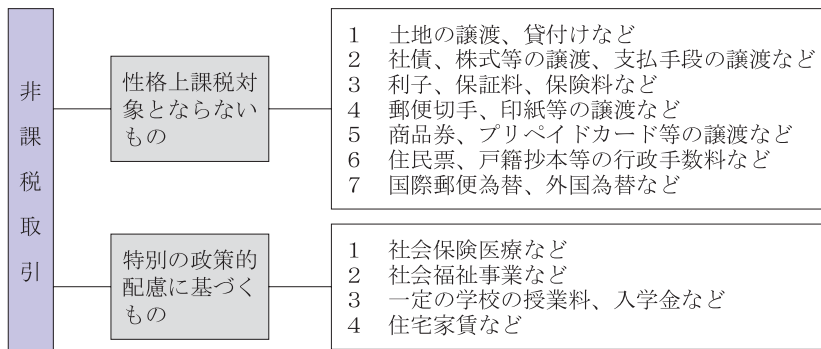 非課税取引
性格上課税対
象とならない
もの
1 土地の譲渡、貸付けなど
2 社債、株式等の譲渡、支払手段の譲渡など
3 利子、保証料、保険料など
4 郵便切手、印紙等の譲渡など
5 商品券、プリペイドカード等の譲渡など
6 住民票、戸籍抄本等の行政手数料など
7 国際郵便為替、外国為替など
特別の政策的
配慮に基づく
もの
1 社会保険医療など
2 社会福祉事業など
3 一定の学校の授業料、入学金など
4 住宅家賃など